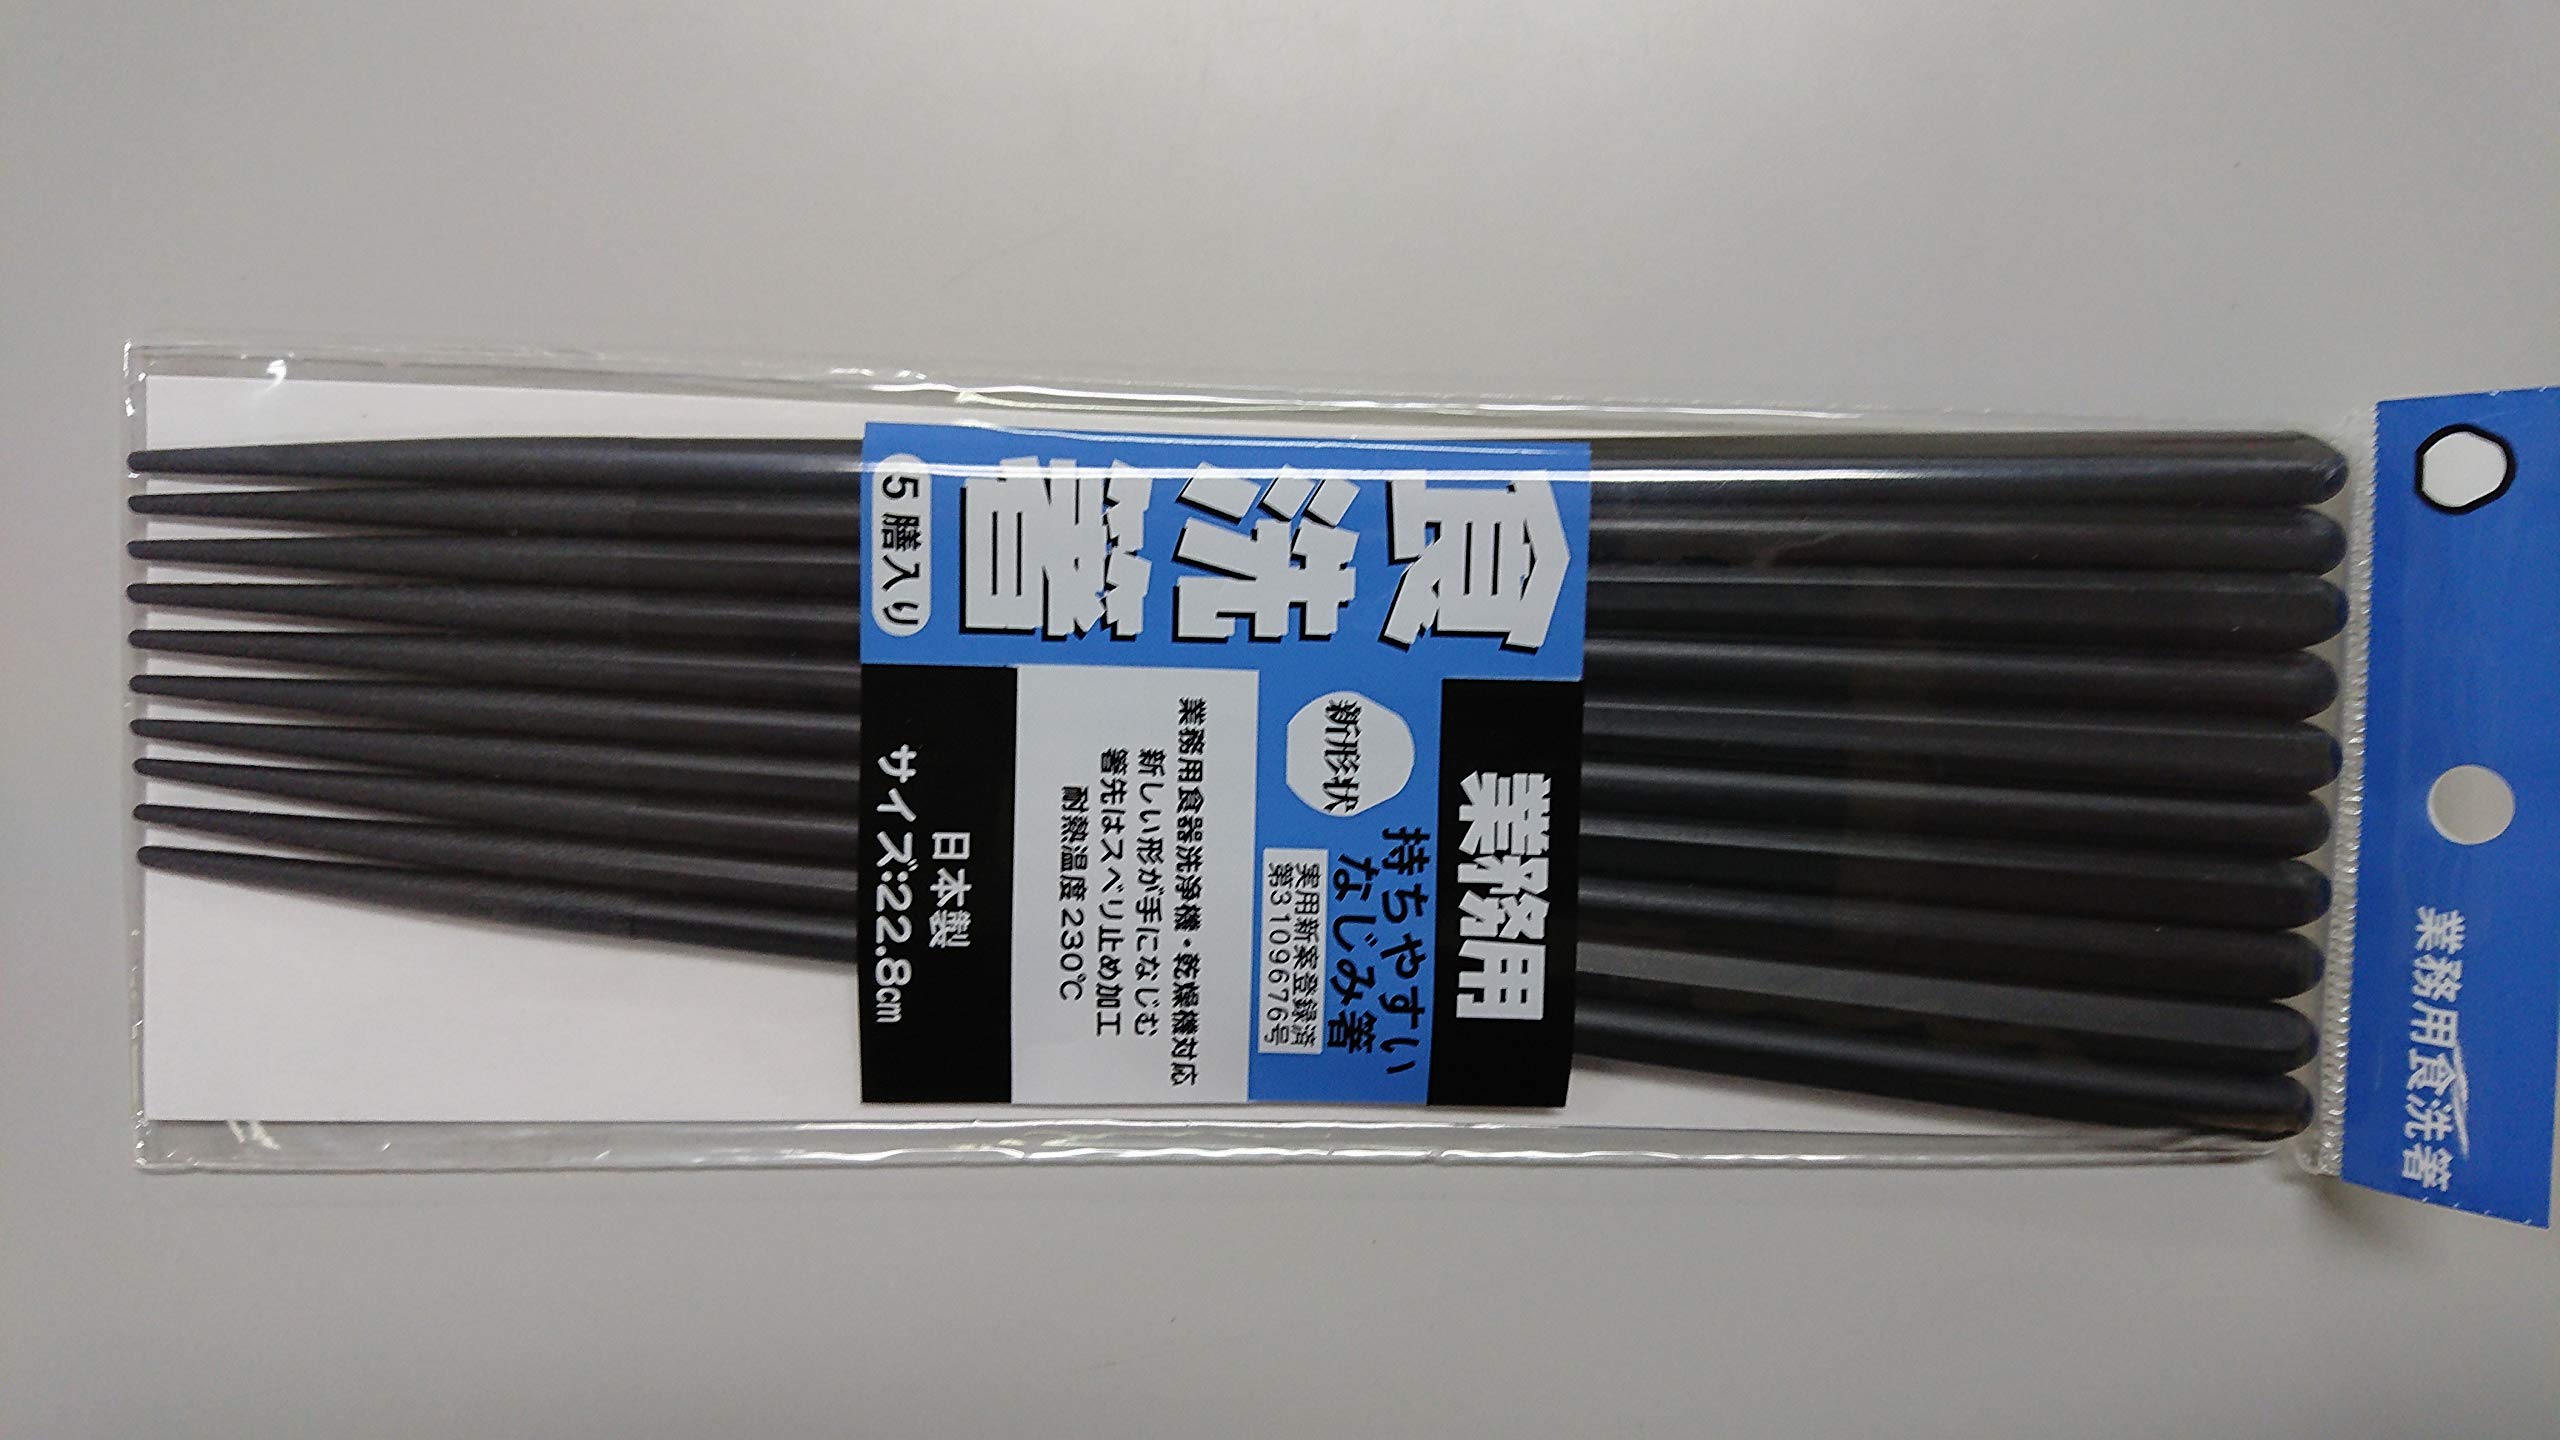 業務用食洗箸
業務用
食洗箸
新形状
持ちやすい
なじみ箸
実用新案登録済
第3109676号
業務用食器洗浄機・乾燥機対応
新しい形が手になじむ
箸先はスベリ止め加工
耐熱温度230℃
5膳入り
日本製
サイズ:22.8cm